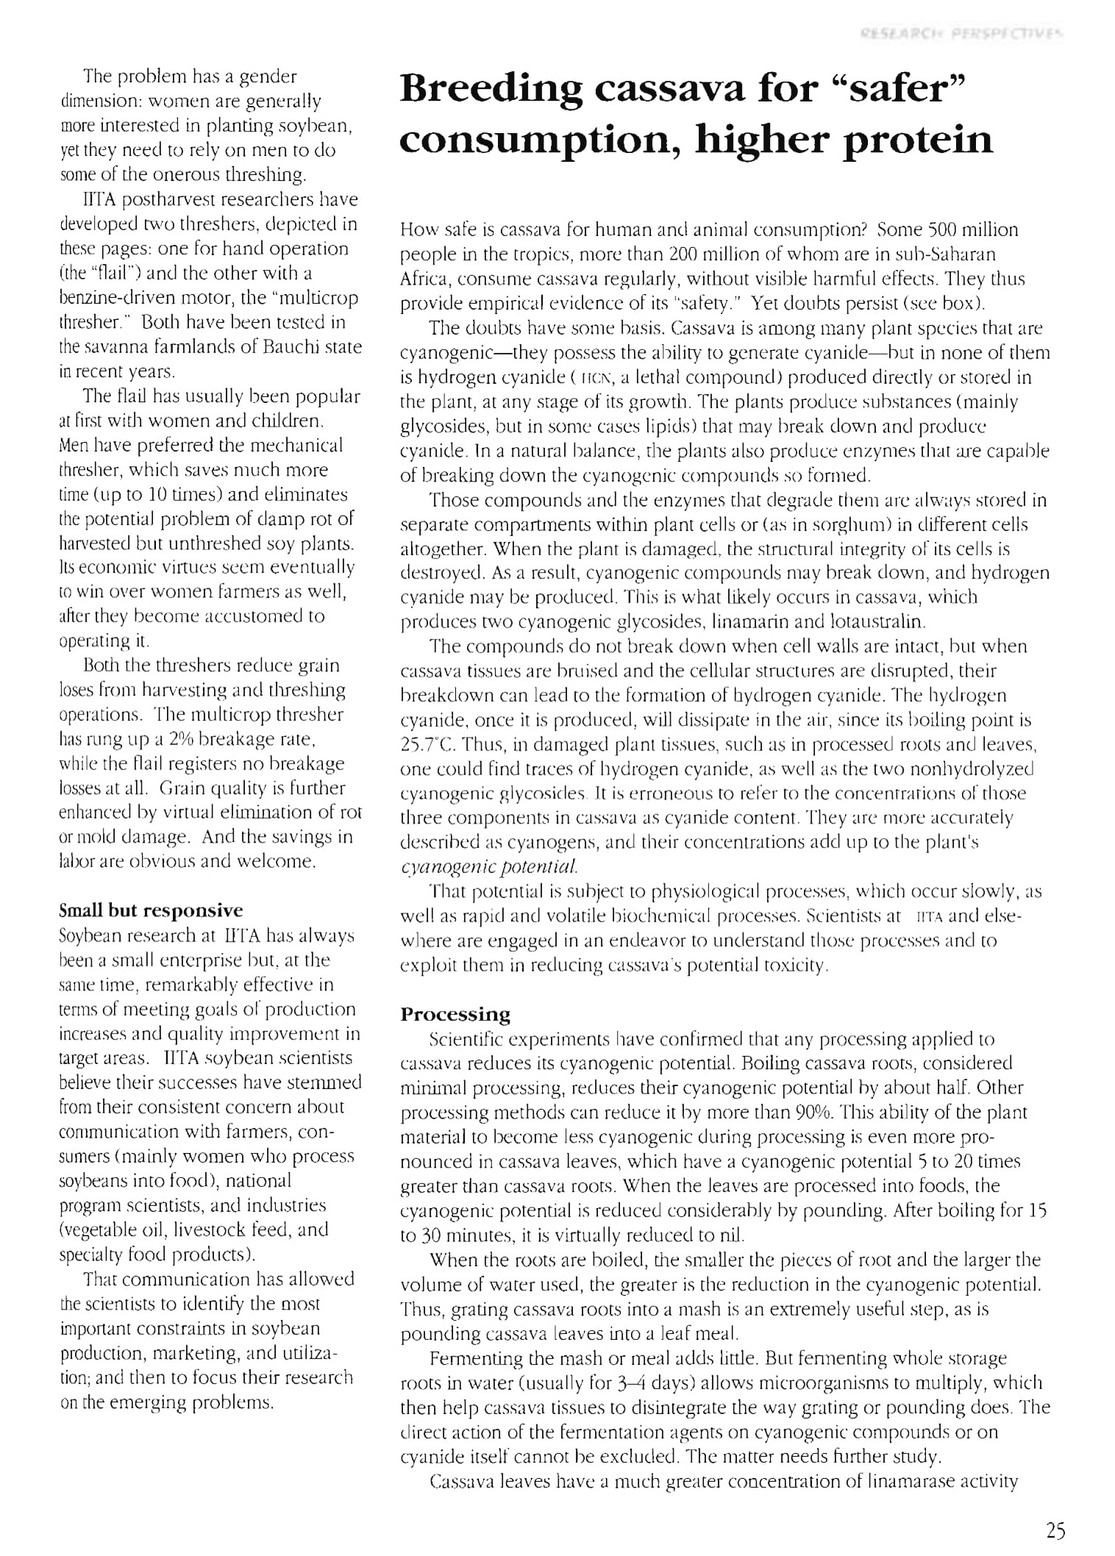 RESEARCH PERSPECTIVES
The problem has a gender
dimension: women are generally
more interested in planting soybean,
yet they need to rely on men to do
some of the onerous threshing.
IITA postharvest researchers have
developed two threshers, depicted in
these pages: one for hand operation
(the "flail") and the other with a
benzine-driven motor, the "multicrop
thresher." Both have been tested in
the savanna farmlands of Bauchi state
in recent years.
The flail has usually been popular
at first with women and children.
Men have preferred the mechanical
thresher, which saves much more
time (up to 10 times) and eliminates
the potential problem of damp rot of
harvested but unthreshed soy plants.
Its economic virtues seem eventually
to win over women farmers as well,
after they become accustomed to
operating it.
Both the threshers reduce grain
loses from harvesting and threshing
operations. The multicrop thresher
has rung up a 2% breakage rate,
while the flail registers no breakage
losses at all. Grain quality is further
enhanced by virtual elimination of rot
or mold damage. And the savings in
labor are obvious and welcome.
Small but responsive
Soybean research at IITA has always
been a small enterprise but, at the
same time, remarkably effective in
terms of meeting goals of production
increases and quality improvement in
target areas. IITA soybean scientists
believe their successes have stemmed
from their consistent concern about
communication with farmers, con-
sumers (mainly women who process
soybeans into food), national
program scientists, and industries
(vegetable oil, livestock feed, and
specialty food products).
That communication has allowed
the scientists to identify the most
important constraints in soybean
production, marketing, and utiliza-
tion; and then to focus their research
on the emerging problems.
Breeding cassava for "safer"
consumption, higher protein
How safe is cassava for human and animal consumption? Some 500 million
people in the tropics, more than 200 million of whom are in sub-Saharan
Africa, consume cassava regularly, without visible harmful effects. They thus
provide empirical evidence of its "safety." Yet doubts persist (see box).
The doubts have some basis. Cassava is among many plant species that are
cyanogenic—they possess the ability to generate cyanide—but in none of them
is hydrogen cyanide ( HCN, a lethal compound) produced directly or stored in
the plant, at any stage of its growth. The plants produce substances (mainly
glycosides, but in some cases lipids) that may break down and produce
cyanide. In a natural balance, the plants also produce enzymes that are capable
of breaking down the cyanogenic compounds so formed.
Those compounds and the enzymes that degrade them are always stored in
separate compartments within plant cells or (as in sorghum) in different cells
altogether. When the plant is damaged, the structural integrity of its cells is
destroyed. As a result, cyanogenic compounds may break down, and hydrogen
cyanide may be produced. This is what likely occurs in cassava, which
produces two cyanogenic glycosides, linamarin and lotaustralin.
The compounds do not break down when cell walls are intact, but when
cassava tissues are bruised and the cellular structures are disrupted, their
breakdown can lead to the formation of hydrogen cyanide. The hydrogen
cyanide, once it is produced, will dissipate in the air, since its boiling point is
25.7°C. Thus, in damaged plant tissues, such as in processed roots and leaves,
one could find traces of hydrogen cyanide, as well as the two nonhydrolyzed
cyanogenic glycosides. It is erroneous to refer to the concentrations of those
three components in cassava as cyanide content. They are more accurately
described as cyanogens, and their concentrations add up to the plant's
cyanogenic potential.
That potential is subject to physiological processes, which occur slowly, as
well as rapid and volatile biochemical processes. Scientists at IITA and else-
where are engaged in an endeavor to understand those processes and to
exploit them in reducing cassava's potential toxicity.
Processing
Scientific experiments have confirmed that any processing applied to
cassava reduces its cyanogenic potential. Boiling cassava roots, considered
minimal processing, reduces their cyanogenic potential by about half. Other
processing methods can reduce it by more than 90%. This ability of the plant
material to become less cyanogenic during processing is even more pro-
nounced in cassava leaves, which have a cyanogenic potential 5 to 20 times
greater than cassava roots. When the leaves are processed into foods, the
cyanogenic potential is reduced considerably by pounding. After boiling for 15
to 30 minutes, it is virtually reduced to nil.
When the roots are boiled, the smaller the pieces of root and the larger the
volume of water used, the greater is the reduction in the cyanogenic potential.
Thus, grating cassava roots into a mash is an extremely useful step, as is
pounding cassava leaves into a leaf meal.
Fermenting the mash or meal adds little. But fermenting whole storage
roots in water (usually for 3–4 days) allows microorganisms to multiply, which
then help cassava tissues to disintegrate the way grating or pounding does. The
direct action of the fermentation agents on cyanogenic compounds or on
cyanide itself cannot be excluded. The matter needs further study.
Cassava leaves have a much greater concentration of linamarase activity
25